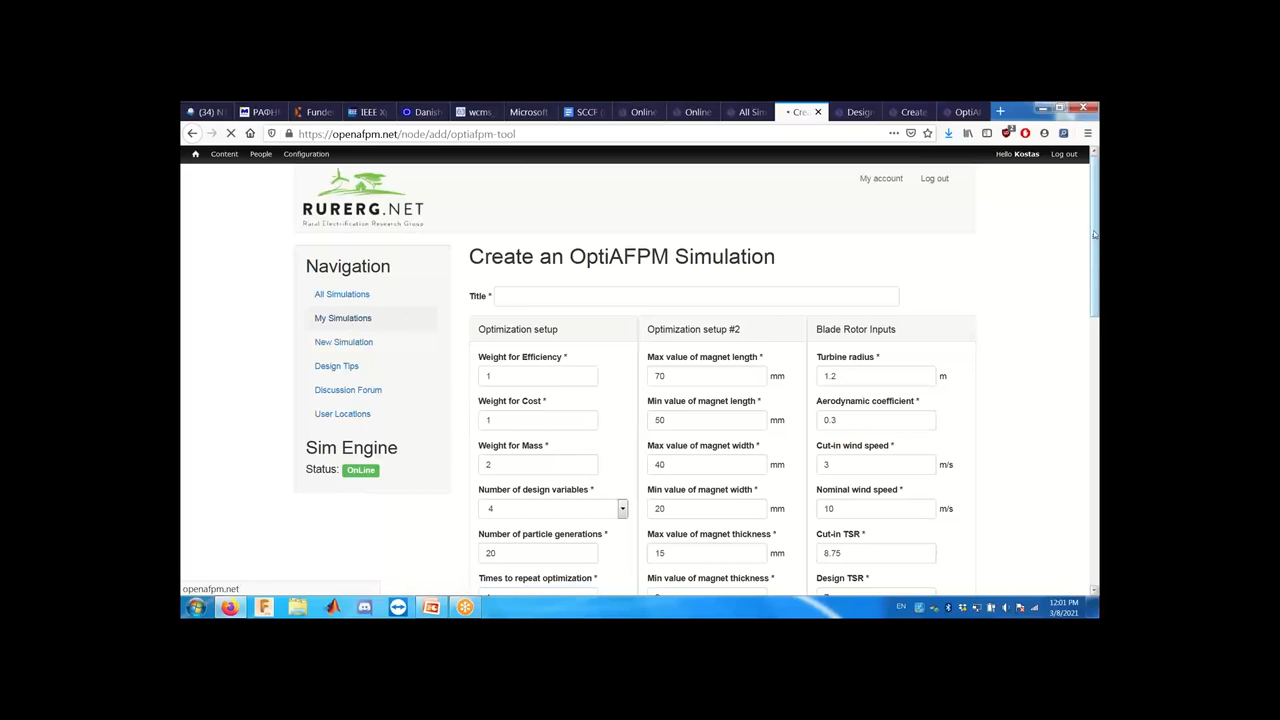 (34) N
РАФН
Funde
IEEE X
Danish
wcms_
Microsoft
SCCF
Online
Online
All Sim
Cre
Design
Create
OptiAI
https://openafpm.net/node/add/optiafpm-tool
Content People Configuration
Hello Kostas Log out
RURERG.NET
Rural Electrification Research Group
My account Log out
Navigation
All Simulations
My Simulations
New Simulation
Design Tips
Discussion Forum
User Locations
Sim Engine
Status: OnLine
Create an OptiAFPM Simulation
Title *
Optimization setup
Weight for Efficiency *
1
Weight for Cost *
1
Weight for Mass *
2
Number of design variables *
4
Number of particle generations *
20
Times to repeat optimization *
Optimization setup #2
Max value of magnet length *
70 mm
Min value of magnet length *
50 mm
Max value of magnet width *
40 mm
Min value of magnet width *
20 mm
Max value of magnet thickness *
15 mm
Min value of magnet thickness *
Blade Rotor Inputs
Turbine radius *
1.2 m
Aerodynamic coefficient *
0.3
Cut-in wind speed *
3 m/s
Nominal wind speed *
10 m/s
Cut-in TSR *
8.75
Design TSR *
openafpm.net
EN
12:01 PM
3/8/2021